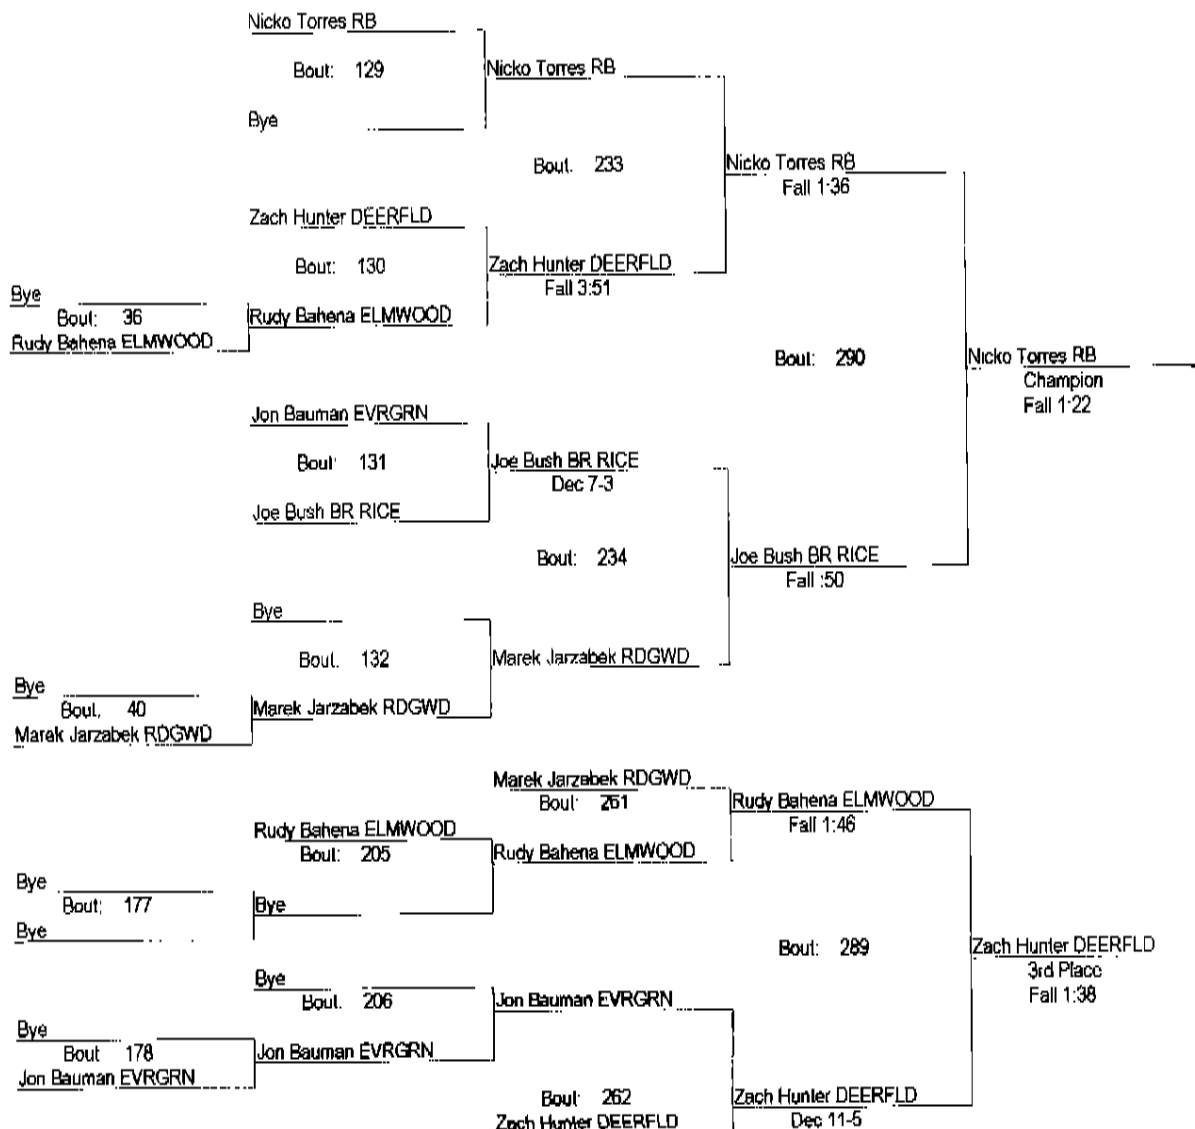 Nicko Torres RB
Bout: 129
Nicko Torres RB
Bye
Bout. 233
Nicko Torres RB
Fall 1:36
Zach Hunter DEERFLD
Bout: 130
Zach Hunter DEERFLD
Fall 3:51
Bye
Bout: 36
Rudy Bahena ELMWOOD
Rudy Bahena ELMWOOD
Bout: 290
Nicko Torres RB
Champion
Fall 1:22
Jon Bauman EVRGRN
Bout: 131
Joe Bush BR RICE
Dec 7-3
Joe Bush BR RICE
Bout: 234
Joe Bush BR RICE
Fall :50
Bye
Bout. 132
Marek Jarzabek RDGWD
Bye
Bout. 40
Marek Jarzabek RDGWD
Marek Jarzabek RDGWD
Marek Jarzabek RDGWD
Bout: 261
Rudy Bahena ELMWOOD
Fall 1:46
Rudy Bahena ELMWOOD
Bout: 205
Rudy Bahena ELMWOOD
Bye
Bout: 177
Bye
Bye
Bout: 289
Zach Hunter DEERFLD
3rd Place
Fall 1:38
Bye
Bout. 206
Jon Bauman EVRGRN
Bye
Bout 178
Jon Bauman EVRGRN
Jon Bauman EVRGRN
Bout: 262
Zach Hunter DEERFLD
Zach Hunter DEERFLD
Dec 11-5